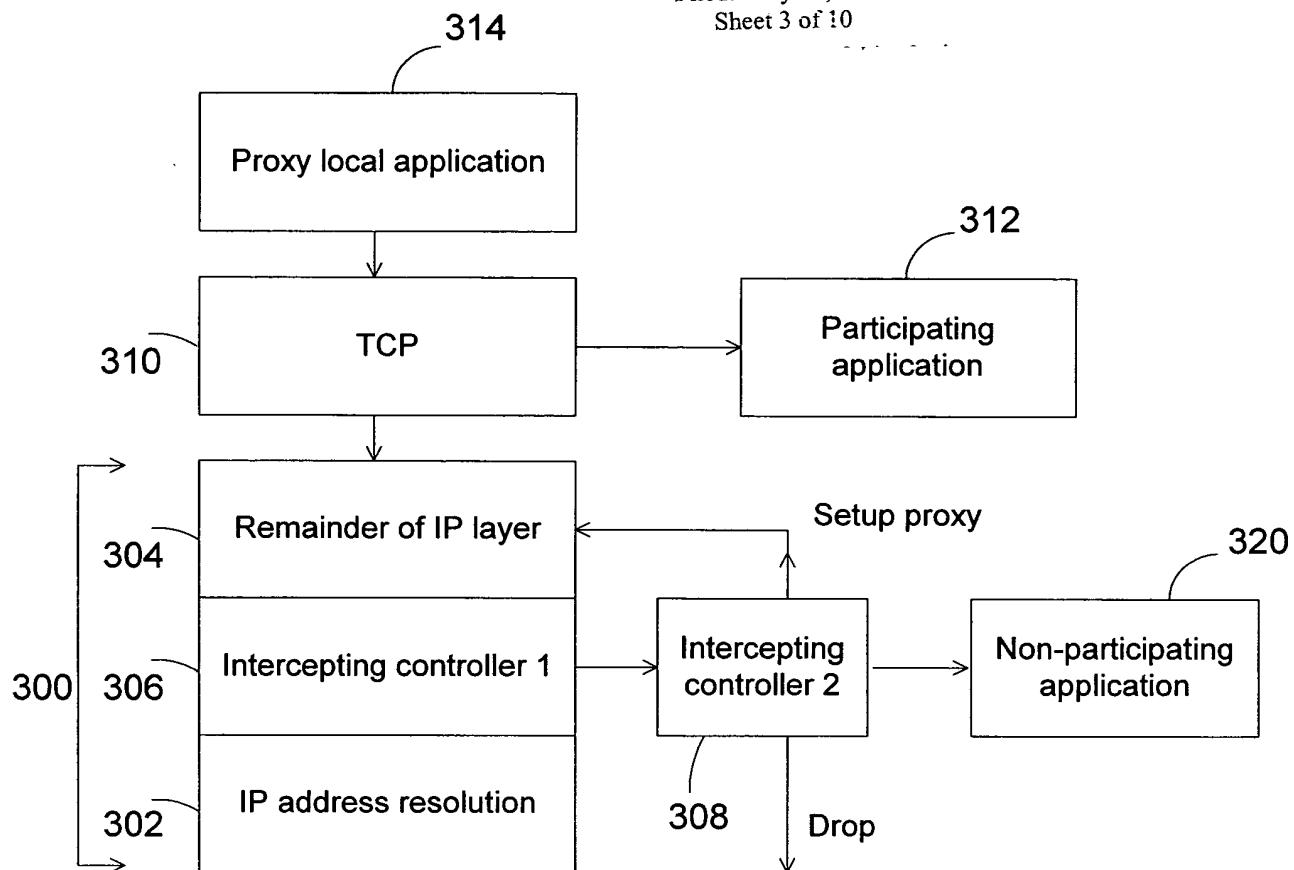 Sheet 3 of 10
314
Proxy local application
312
TCP
310
Participating
application
Remainder of IP layer
Setup proxy
304
320
Intercepting controller 1
Intercepting
controller 2
Non-participating
application
300
306
IP address resolution
308
302
Drop